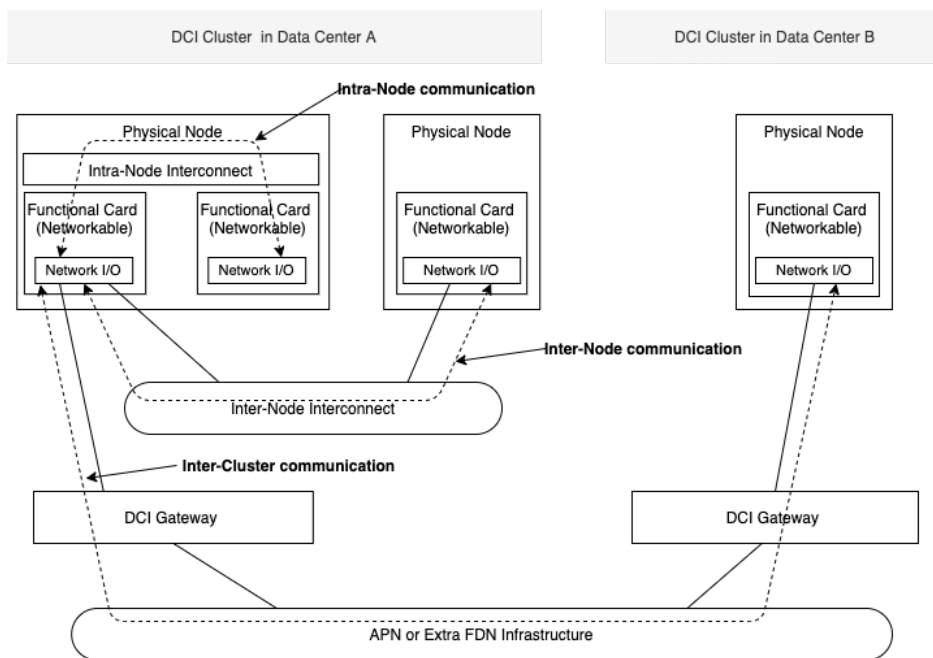 DCI Cluster in Data Center A
DCI Cluster in Data Center B
Intra-Node communication
Physical Node
Physical Node
Physical Node
Intra-Node Interconnect
Functional Card
(Networkable)
Functional Card
(Networkable)
Functional Card
(Networkable)
Functional Card
(Networkable)
Network I/O
Network I/O
Network I/O
Network I/O
Inter-Node communication
Inter-Node Interconnect
Inter-Cluster communication
DCI Gateway
DCI Gateway
APN or Extra FDN Infrastructure